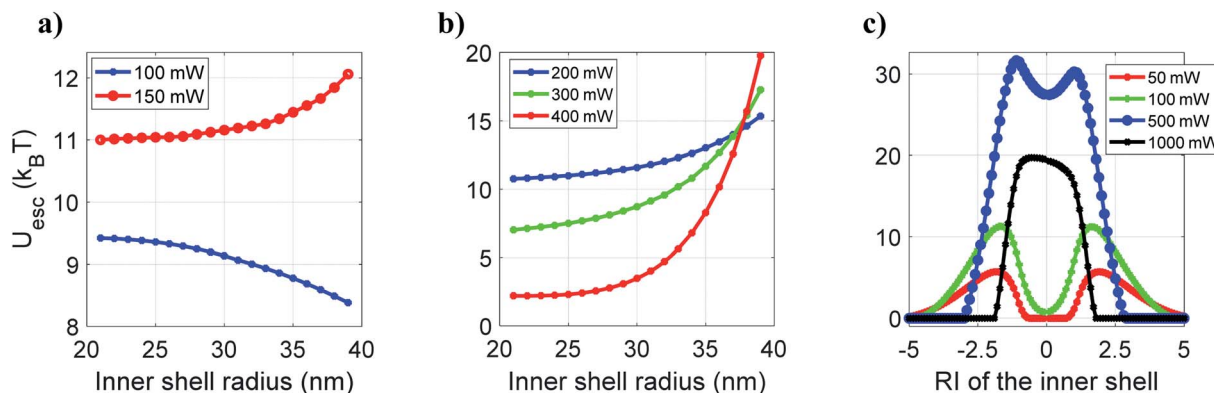 a)
12
11
10
9
8
U_esc (k_BT)
100 mW
150 mW
20 25 30 35 40
Inner shell radius (nm)
b)
20
15
10
5
0
200 mW
300 mW
400 mW
20 25 30 35 40
Inner shell radius (nm)
c)
30
20
10
0
50 mW
100 mW
500 mW
1000 mW
-5 -2.5 0 2.5 5
RI of the inner shell